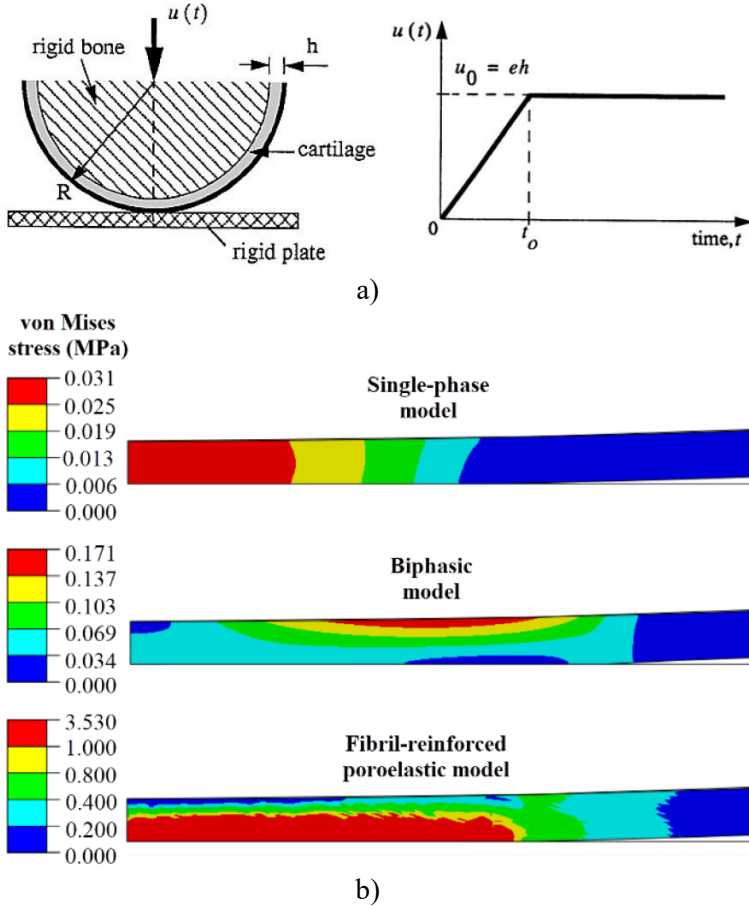 u(t)
rigid bone
h
cartilage
R
rigid plate
u(t)
u0 = eh
0
to
time,t
a)
von Mises
stress (MPa)
0.031
0.025
0.019
0.013
0.006
0.000
Single-phase
model
0.171
0.137
0.103
0.069
0.034
0.000
Biphasic
model
3.530
1.000
0.800
0.400
0.200
0.000
Fibril-reinforced
poroelastic model
b)